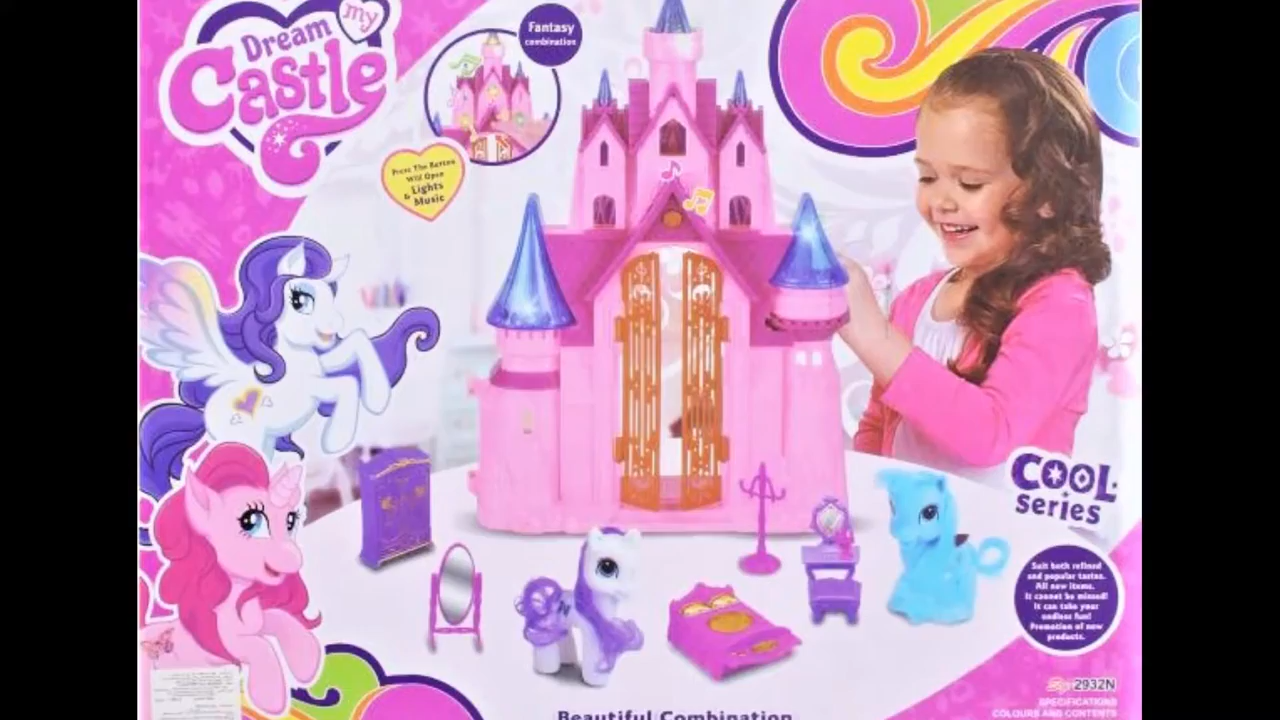 my
Dream
Castle
Fantasy
combination
Press The Button
Will Open
Lights
& Music
COOL
series
Suit both refined
and popular tastes.
All new items.
It cannot be missed!
It can take your
endless fun!
Promotion of new
products.
2932N
SPECIFICATIONS
COLOURS AND CONTENTS
Beautiful Combination